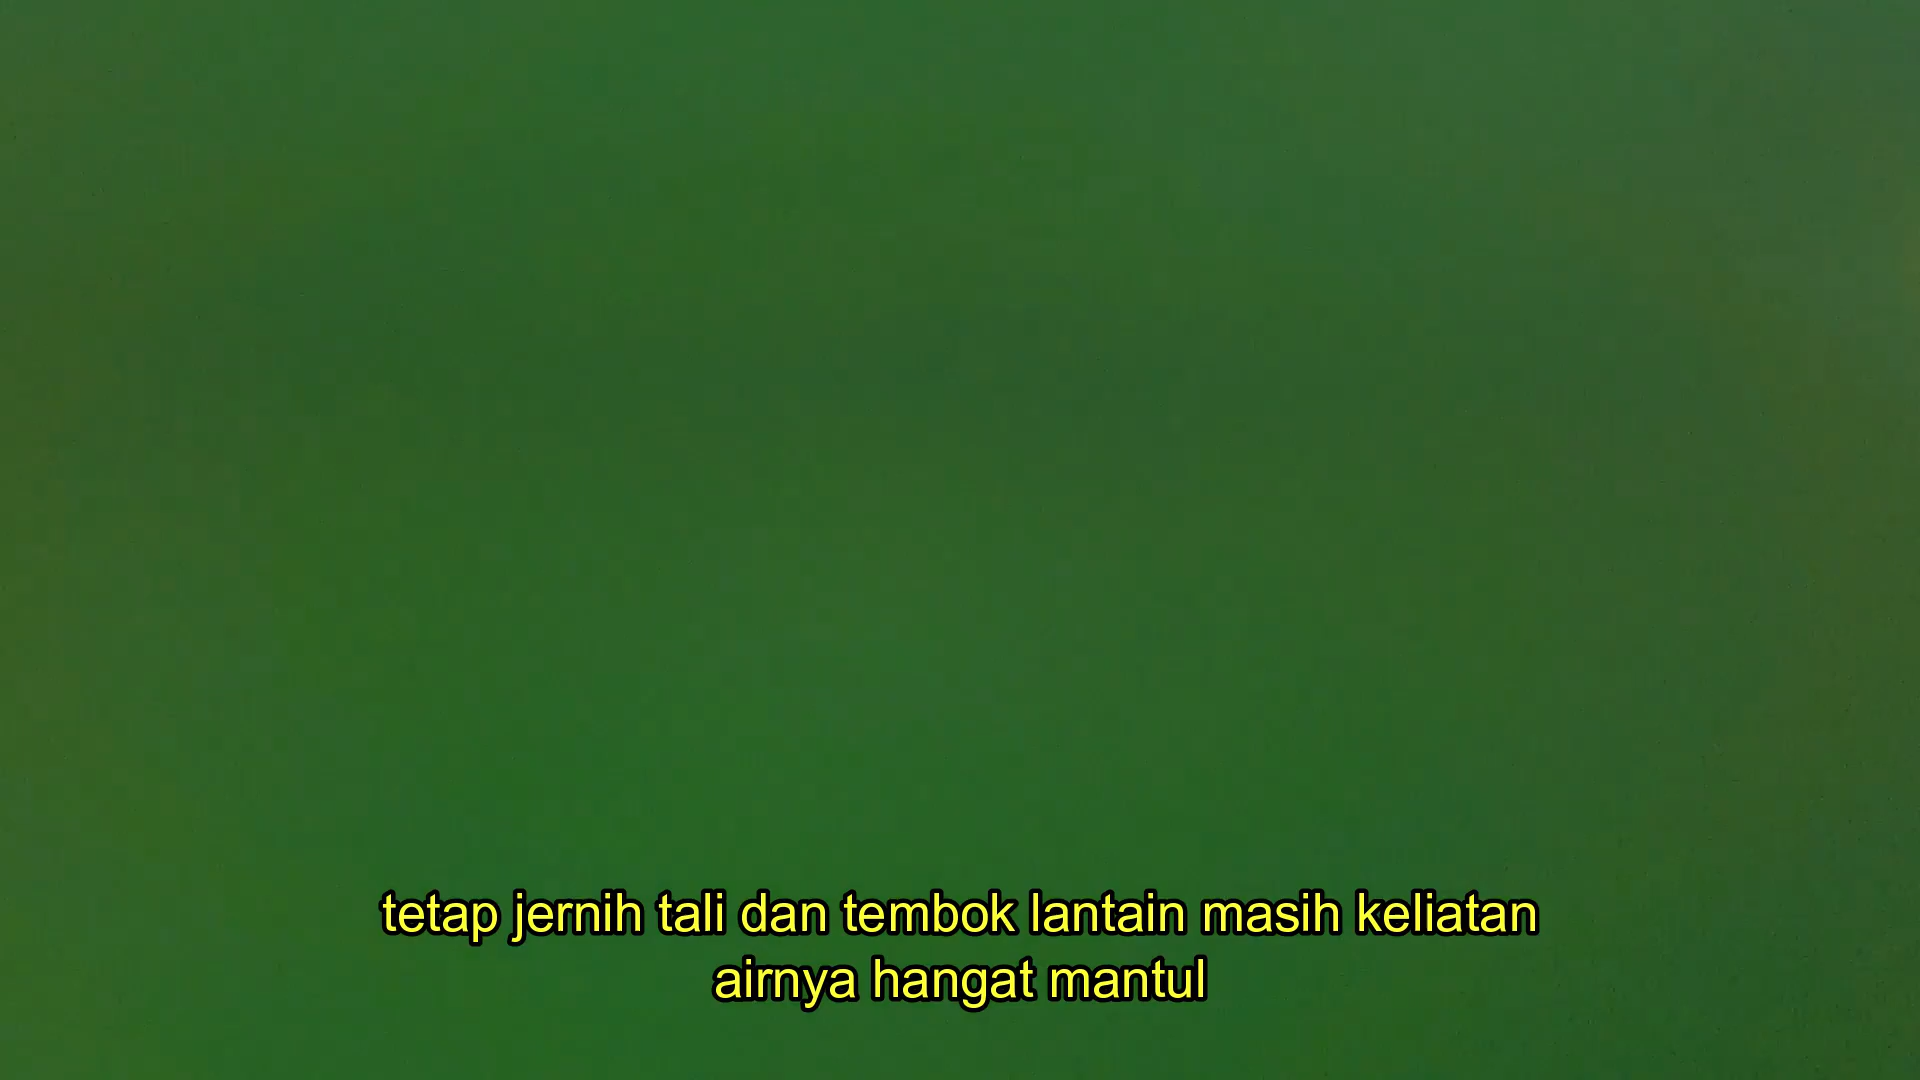 tetap jernih tali dan tembok lantain masih keliatan
airnya hangat mantul